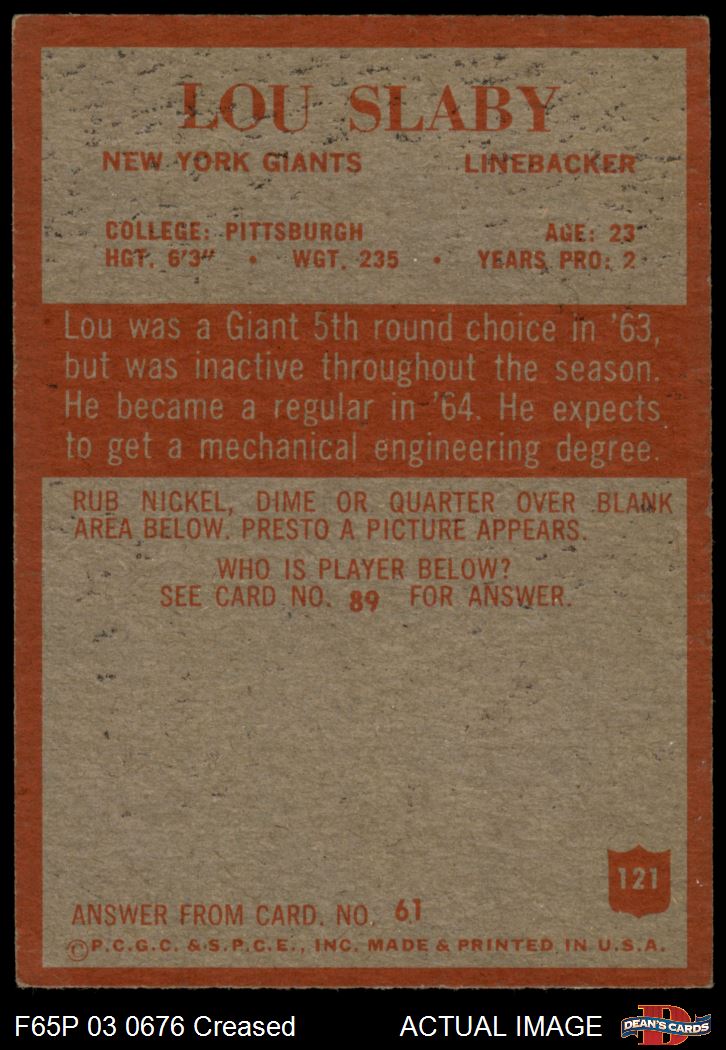 LOU SLABY
NEW YORK GIANTS LINEBACKER
COLLEGE: PITTSBURGH AGE: 23
HGT. 6'3" • WGT. 235 • YEARS PRO: 2
Lou was a Giant 5th round choice in '63,
but was inactive throughout the season.
He became a regular in '64. He expects
to get a mechanical engineering degree.
RUB NICKEL, DIME OR QUARTER OVER BLANK
AREA BELOW. PRESTO A PICTURE APPEARS.
WHO IS PLAYER BELOW?
SEE CARD NO. 89 FOR ANSWER.
121
ANSWER FROM CARD. NO. 61
©P.C.G.C. & S.P.C.E., INC. MADE & PRINTED IN U.S.A.
F65P 03 0676 Creased ACTUAL IMAGE
D
DEAN'S CARDS